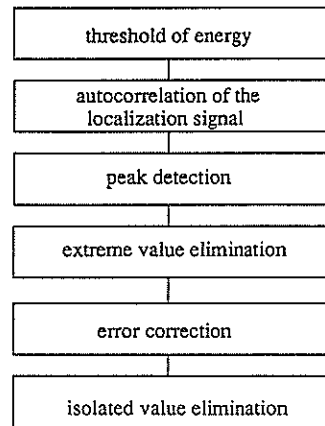 threshold of energy
autocorrelation of the
localization signal
peak detection
extreme value elimination
error correction
isolated value elimination